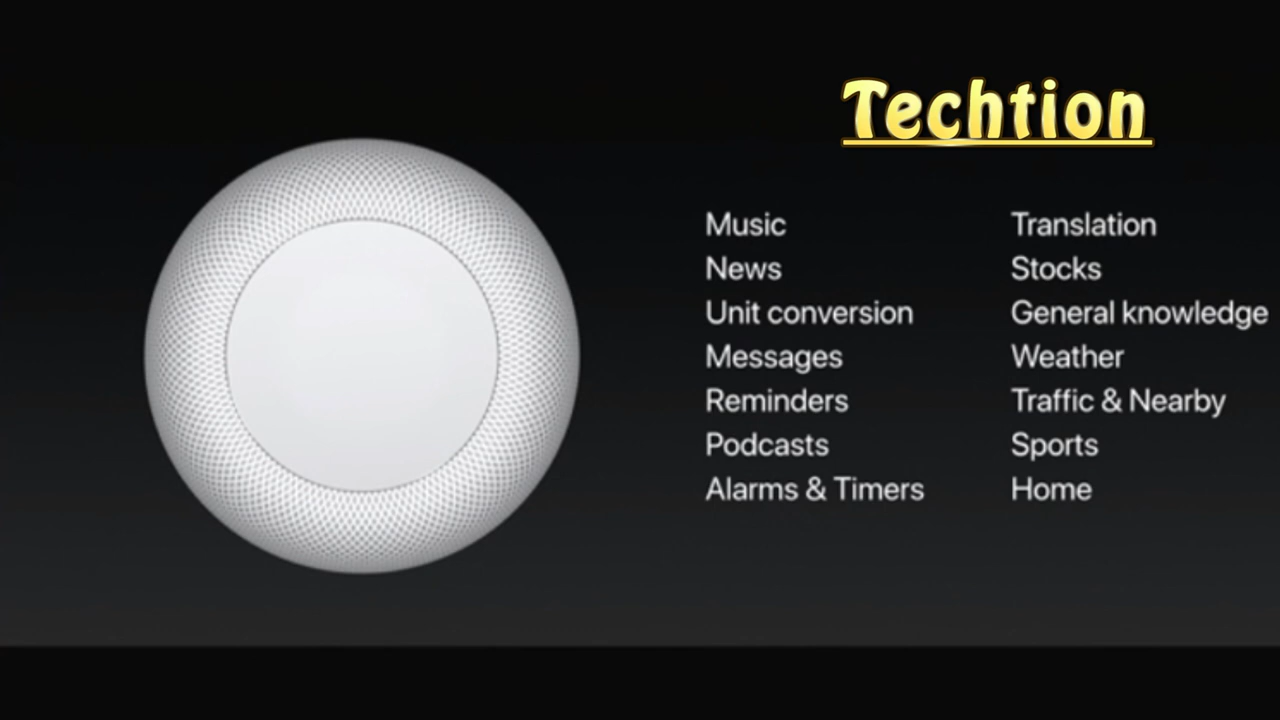 Techtion
Music
News
Unit conversion
Messages
Reminders
Podcasts
Alarms & Timers
Translation
Stocks
General knowledge
Weather
Traffic & Nearby
Sports
Home